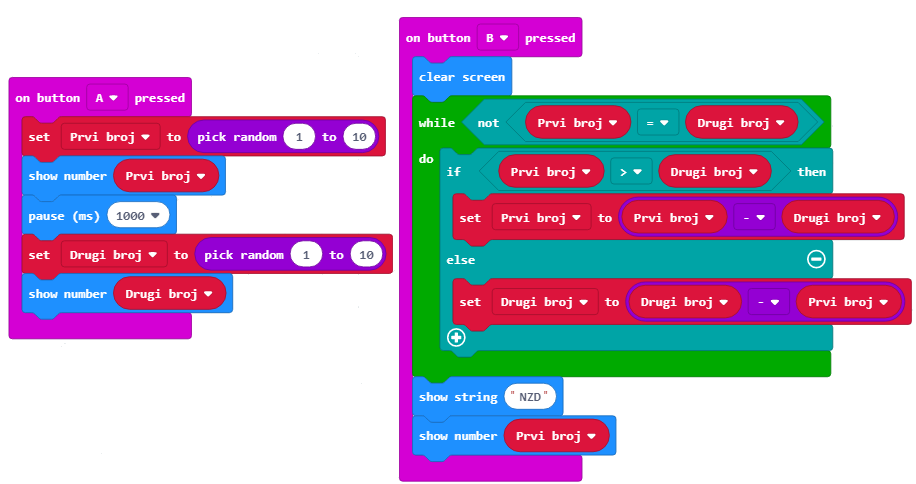 on button A pressed
set Prvi broj to pick random 1 to 10
show number Prvi broj
pause (ms) 1000
set Drugi broj to pick random 1 to 10
show number Drugi broj
on button B pressed
clear screen
while not Prvi broj = Drugi broj
do
if Prvi broj > Drugi broj then
set Prvi broj to Prvi broj - Drugi broj
else
set Drugi broj to Drugi broj - Prvi broj
show string "NZD"
show number Prvi broj